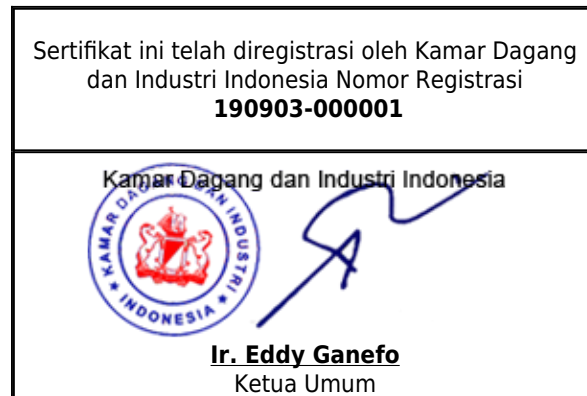 Sertifikat ini telah diregistrasi oleh Kamar Dagang
dan Industri Indonesia Nomor Registrasi
190903-000001
Kamar Dagang dan Industri Indonesia
KAMAR DAGANG DAN INDUSTRI
* INDONESIA *
Ir. Eddy Ganefo
Ketua Umum